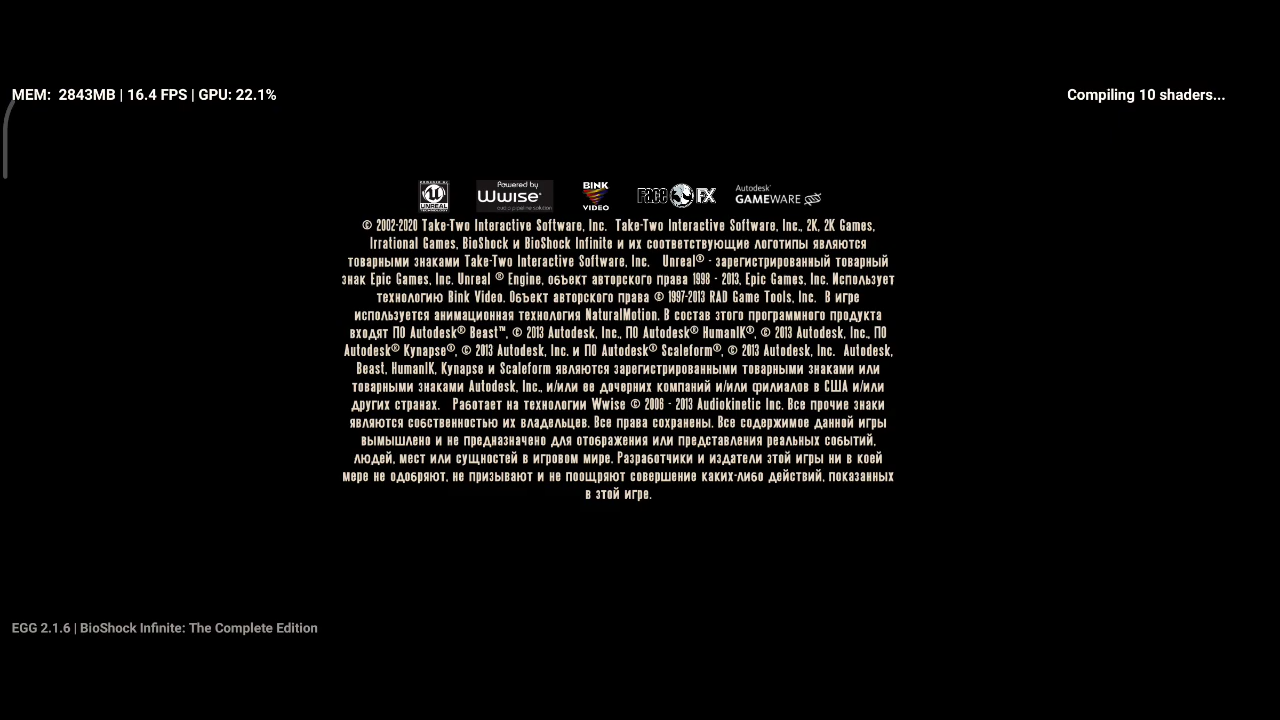 MEM: 2843MB | 16.4 FPS | GPU: 22.1%
Compiling 10 shaders...
POWERED BY UNREAL TECHNOLOGY
Powered by Wwise audio pipeline solution
BINK VIDEO
FACE FX
Autodesk® GAMEWARE
© 2002-2020 Take-Two Interactive Software, Inc. Take-Two Interactive Software, Inc., 2K, 2K Games,
Irrational Games, BioShock и BioShock Infinite и их соответствующие логотипы являются
товарными знаками Take-Two Interactive Software, Inc. Unreal® - зарегистрированный товарный
знак Epic Games, Inc. Unreal ® Engine, объект авторского права 1998 - 2013, Epic Games, Inc. Использует
технологию Bink Video. Объект авторского права © 1997-2013 RAD Game Tools, Inc. В игре
используется анимационная технология NaturalMotion. В состав этого программного продукта
входят ПО Autodesk® Beast™, © 2013 Autodesk, Inc., ПО Autodesk® HumanIK®, © 2013 Autodesk, Inc., ПО
Autodesk® Kynapse®, © 2013 Autodesk, Inc. и ПО Autodesk® Scaleform®, © 2013 Autodesk, Inc. Autodesk,
Beast, HumanIK, Kynapse и Scaleform являются зарегистрированными товарными знаками или
товарными знаками Autodesk, Inc., и/или ее дочерних компаний и/или филиалов в США и/или
других странах. Работает на технологии Wwise © 2006 - 2013 Audiokinetic Inc. Все прочие знаки
являются собственностью их владельцев. Все права сохранены. Все содержимое данной игры
вымышлено и не предназначено для отображения или представления реальных событий,
людей, мест или сущностей в игровом мире. Разработчики и издатели этой игры ни в коей
мере не одобряют, не призывают и не поощряют совершение каких-либо действий, показанных
в этой игре.
EGG 2.1.6 | BioShock Infinite: The Complete Edition